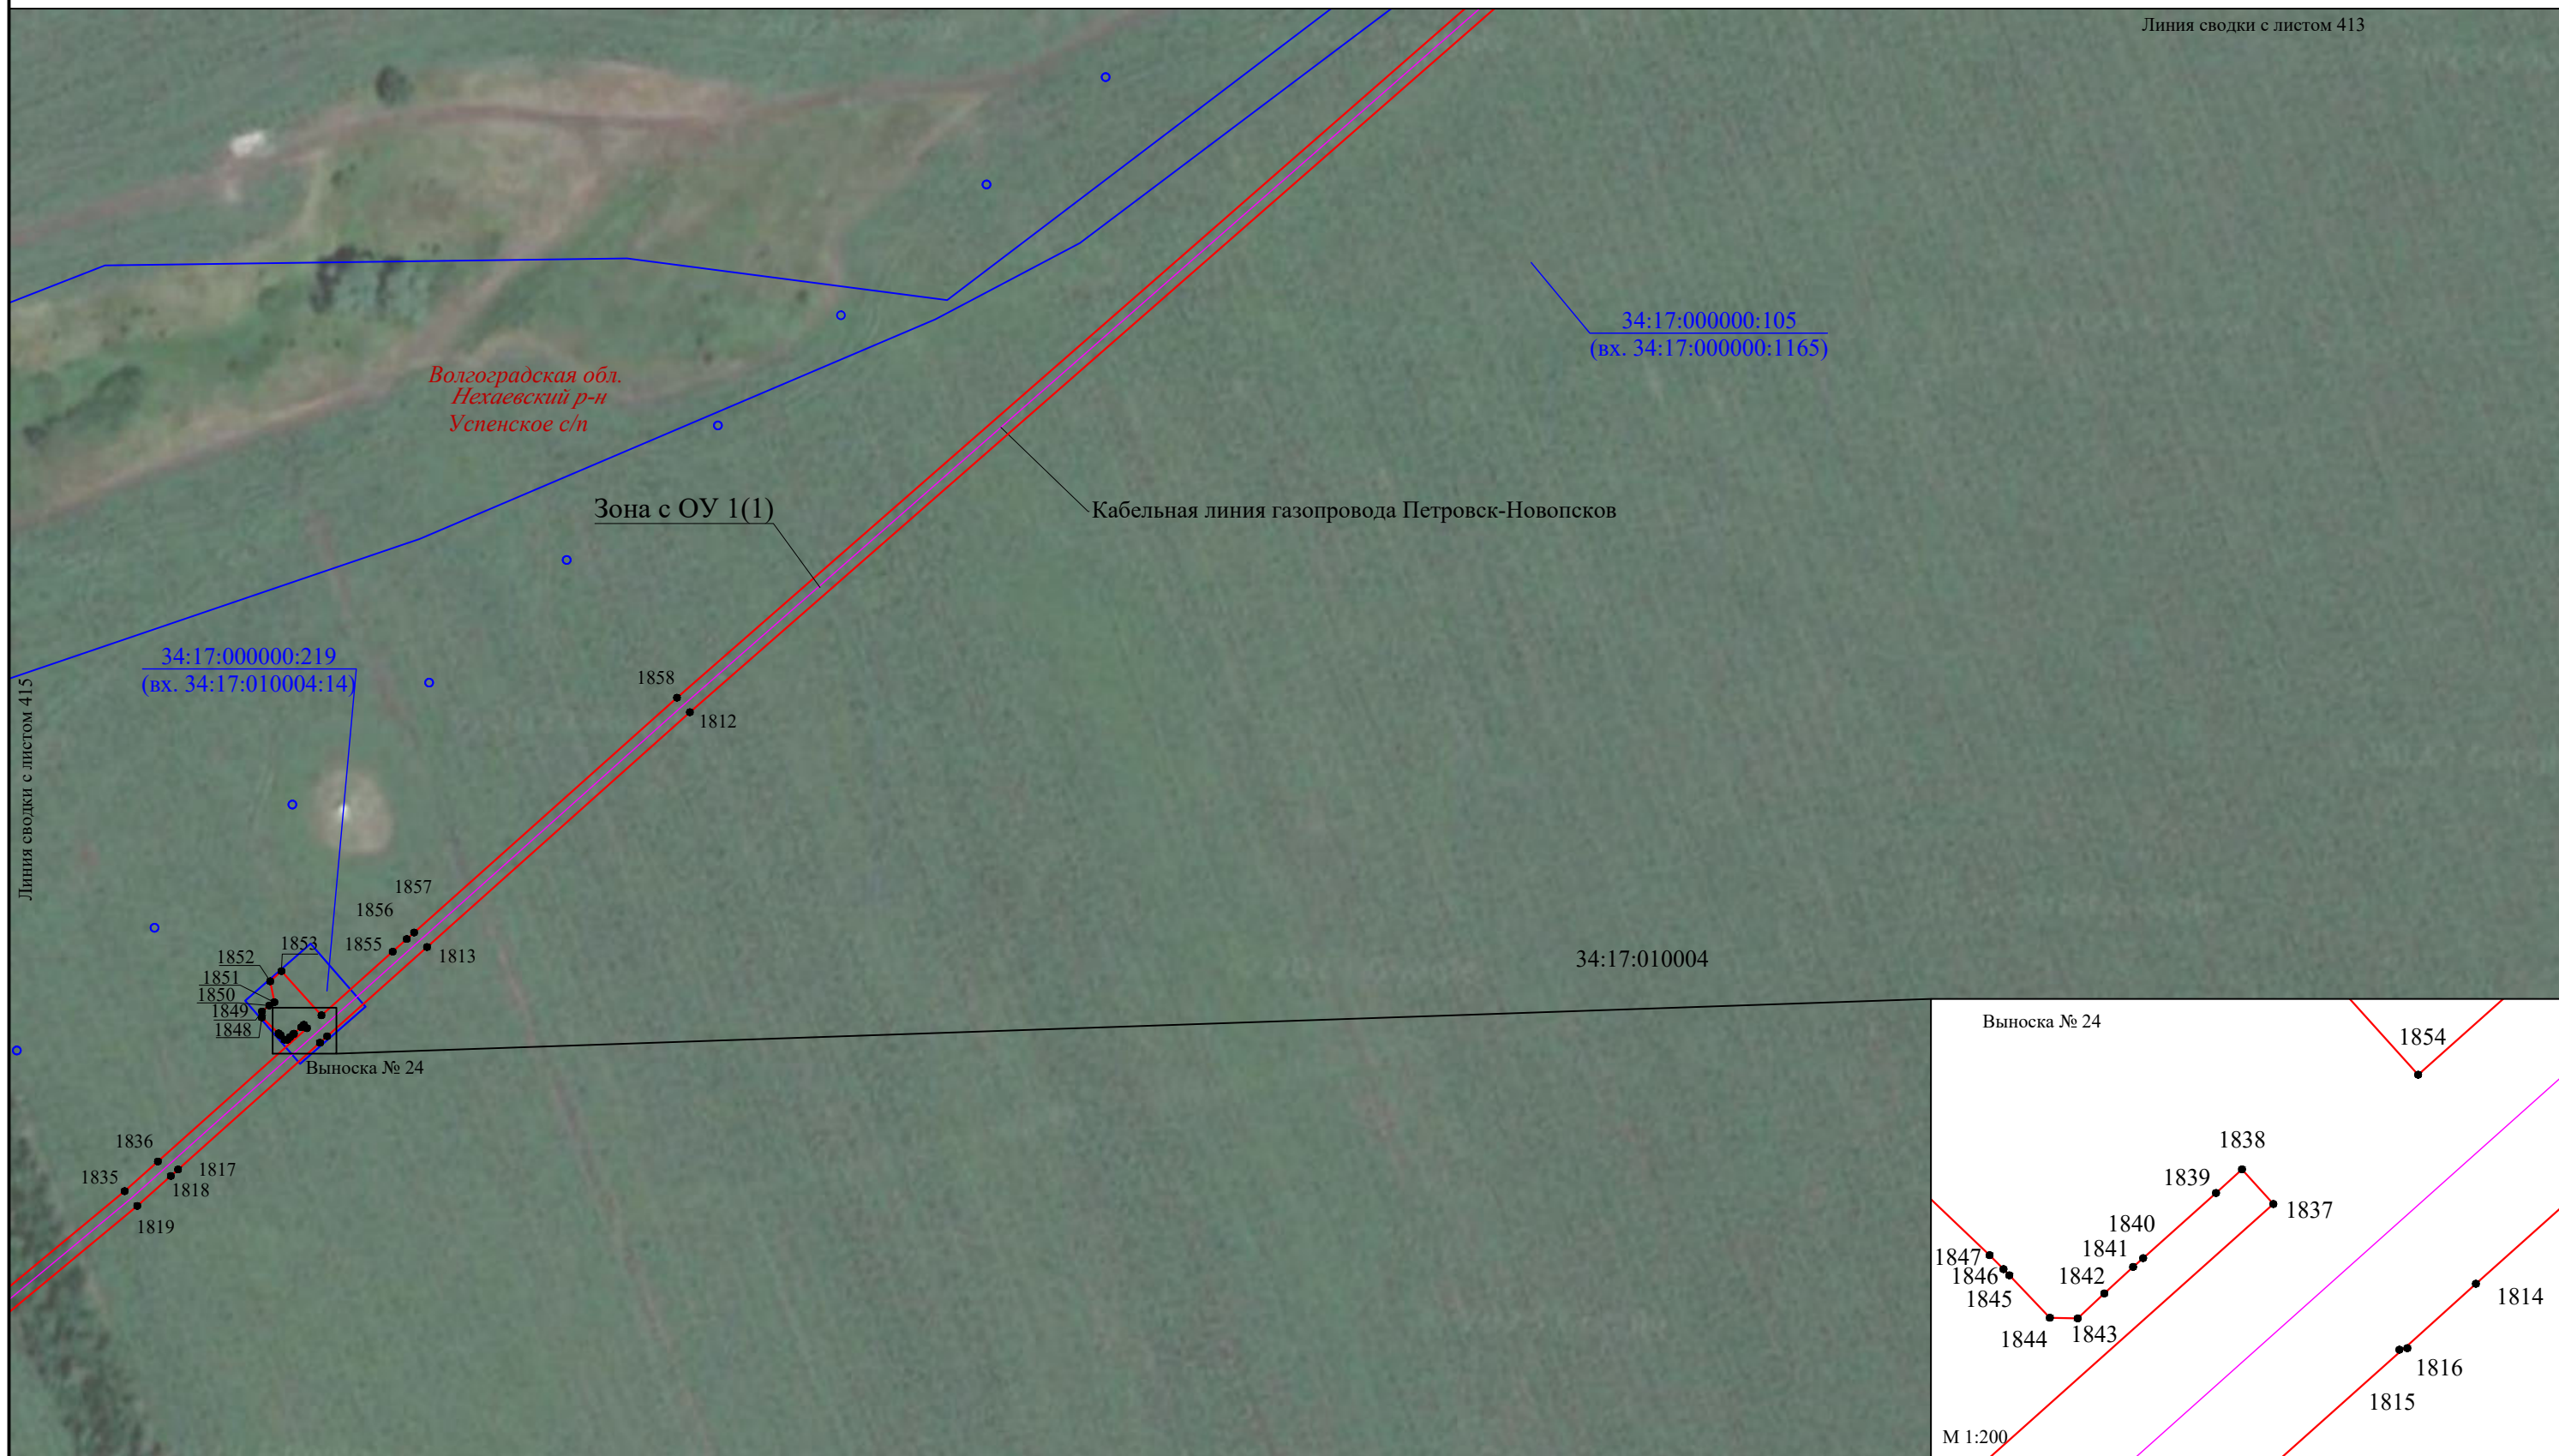 Линия сводки с листом 413
34:17:000000:105
(вх. 34:17:000000:1165)
Волгоградская обл.
Нехаевский р-н
Успенское с/п
Зона с ОУ 1(1)
Кабельная линия газопровода Петровск-Новопсков
34:17:000000:219
(вх. 34:17:010004:14)
Линия сводки с листом 415
1858
1812
1857
1856
1855
1813
1853
1852
1851
1850
1849
1848
34:17:010004
Выноска № 24
1836
1835
1817
1818
1819
Выноска № 24
1854
1838
1839
1837
1840
1841
1847
1846
1842
1845
1844
1843
1814
1816
1815
М 1:200